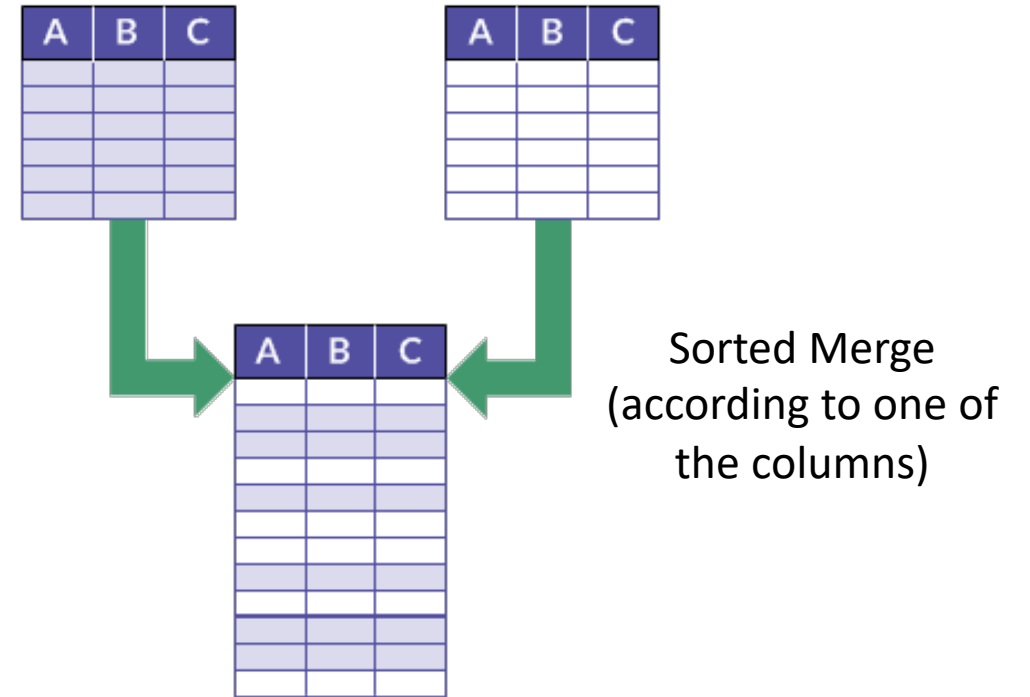 A B C
A B C
A B C
Sorted Merge
(according to one of
the columns)